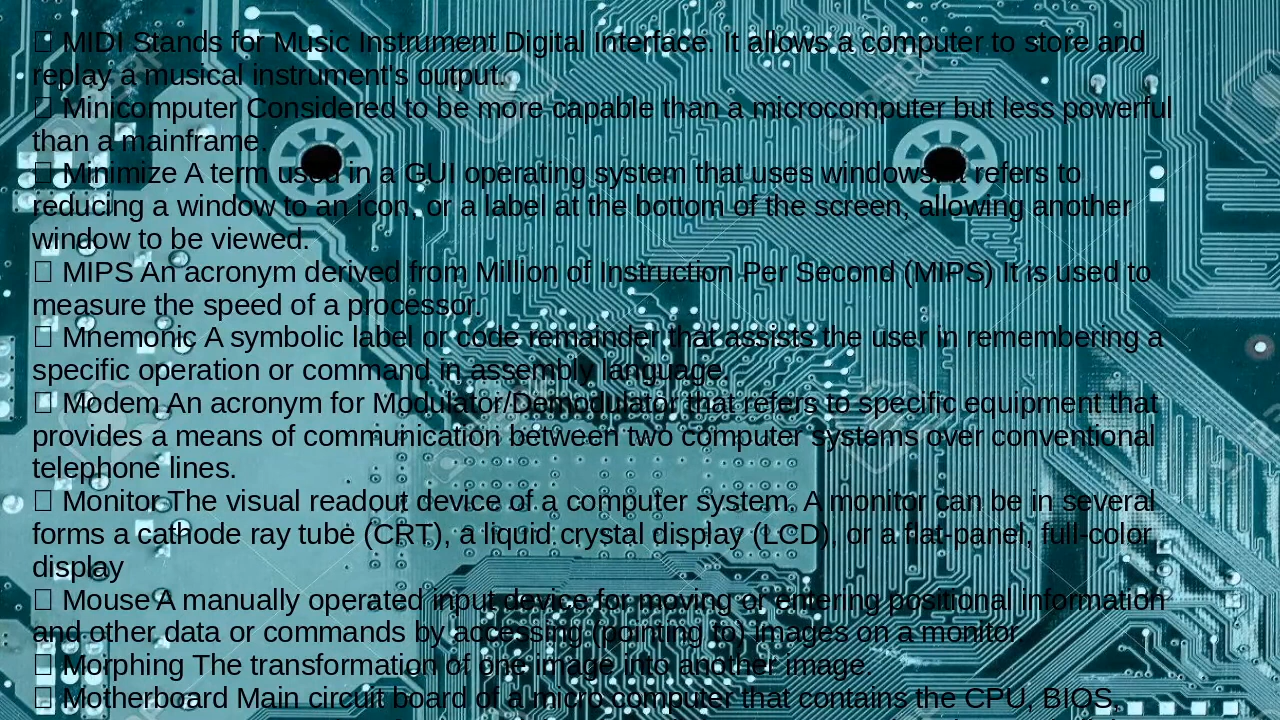 □ MIDI Stands for Music Instrument Digital Interface. It allows a computer to store and
replay a musical instrument's output.
□ Minicomputer Considered to be more capable than a microcomputer but less powerful
than a mainframe.
□ Minimize A term used in a GUI operating system that uses windows. It refers to
reducing a window to an icon, or a label at the bottom of the screen, allowing another
window to be viewed.
□ MIPS An acronym derived from Million of Instruction Per Second (MIPS) It is used to
measure the speed of a processor.
□ Mnemonic A symbolic label or code remainder that assists the user in remembering a
specific operation or command in assembly language.
□ Modem An acronym for Modulator/Demodulator that refers to specific equipment that
provides a means of communication between two computer systems over conventional
telephone lines.
□ Monitor The visual readout device of a computer system. A monitor can be in several
forms a cathode ray tube (CRT), a liquid crystal display (LCD), or a flat-panel, full-color
display
□ Mouse A manually operated input device for moving or entering positional information
and other data or commands by accessing (pointing to) images on a monitor.
□ Morphing The transformation of one image into another image.
□ Motherboard Main circuit board of a micro computer that contains the CPU, BIOS,